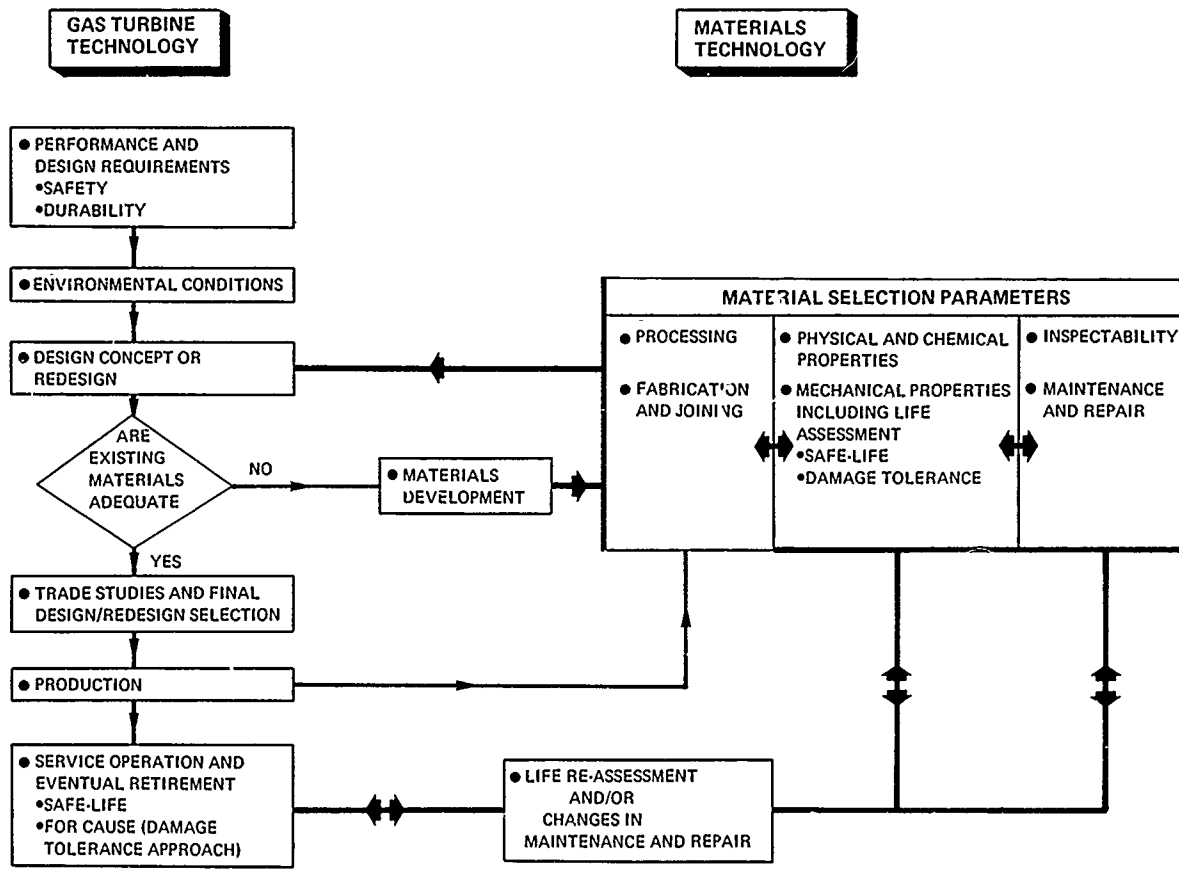 GAS TURBINE
TECHNOLOGY
MATERIALS
TECHNOLOGY
● PERFORMANCE AND
DESIGN REQUIREMENTS
•SAFETY
•DURABILITY
● ENVIRONMENTAL CONDITIONS
● DESIGN CONCEPT OR
REDESIGN
ARE
EXISTING
MATERIALS
ADEQUATE
NO
YES
● MATERIALS
DEVELOPMENT
MATERIAL SELECTION PARAMETERS
● PROCESSING
● FABRICATION
AND JOINING
● PHYSICAL AND CHEMICAL
PROPERTIES
● MECHANICAL PROPERTIES
INCLUDING LIFE
ASSESSMENT
•SAFE-LIFE
•DAMAGE TOLERANCE
● INSPECTABILITY
● MAINTENANCE
AND REPAIR
● TRADE STUDIES AND FINAL
DESIGN/REDESIGN SELECTION
● PRODUCTION
● SERVICE OPERATION AND
EVENTUAL RETIREMENT
•SAFE-LIFE
•FOR CAUSE (DAMAGE
TOLERANCE APPROACH)
● LIFE RE-ASSESSMENT
AND/OR
CHANGES IN
MAINTENANCE AND REPAIR